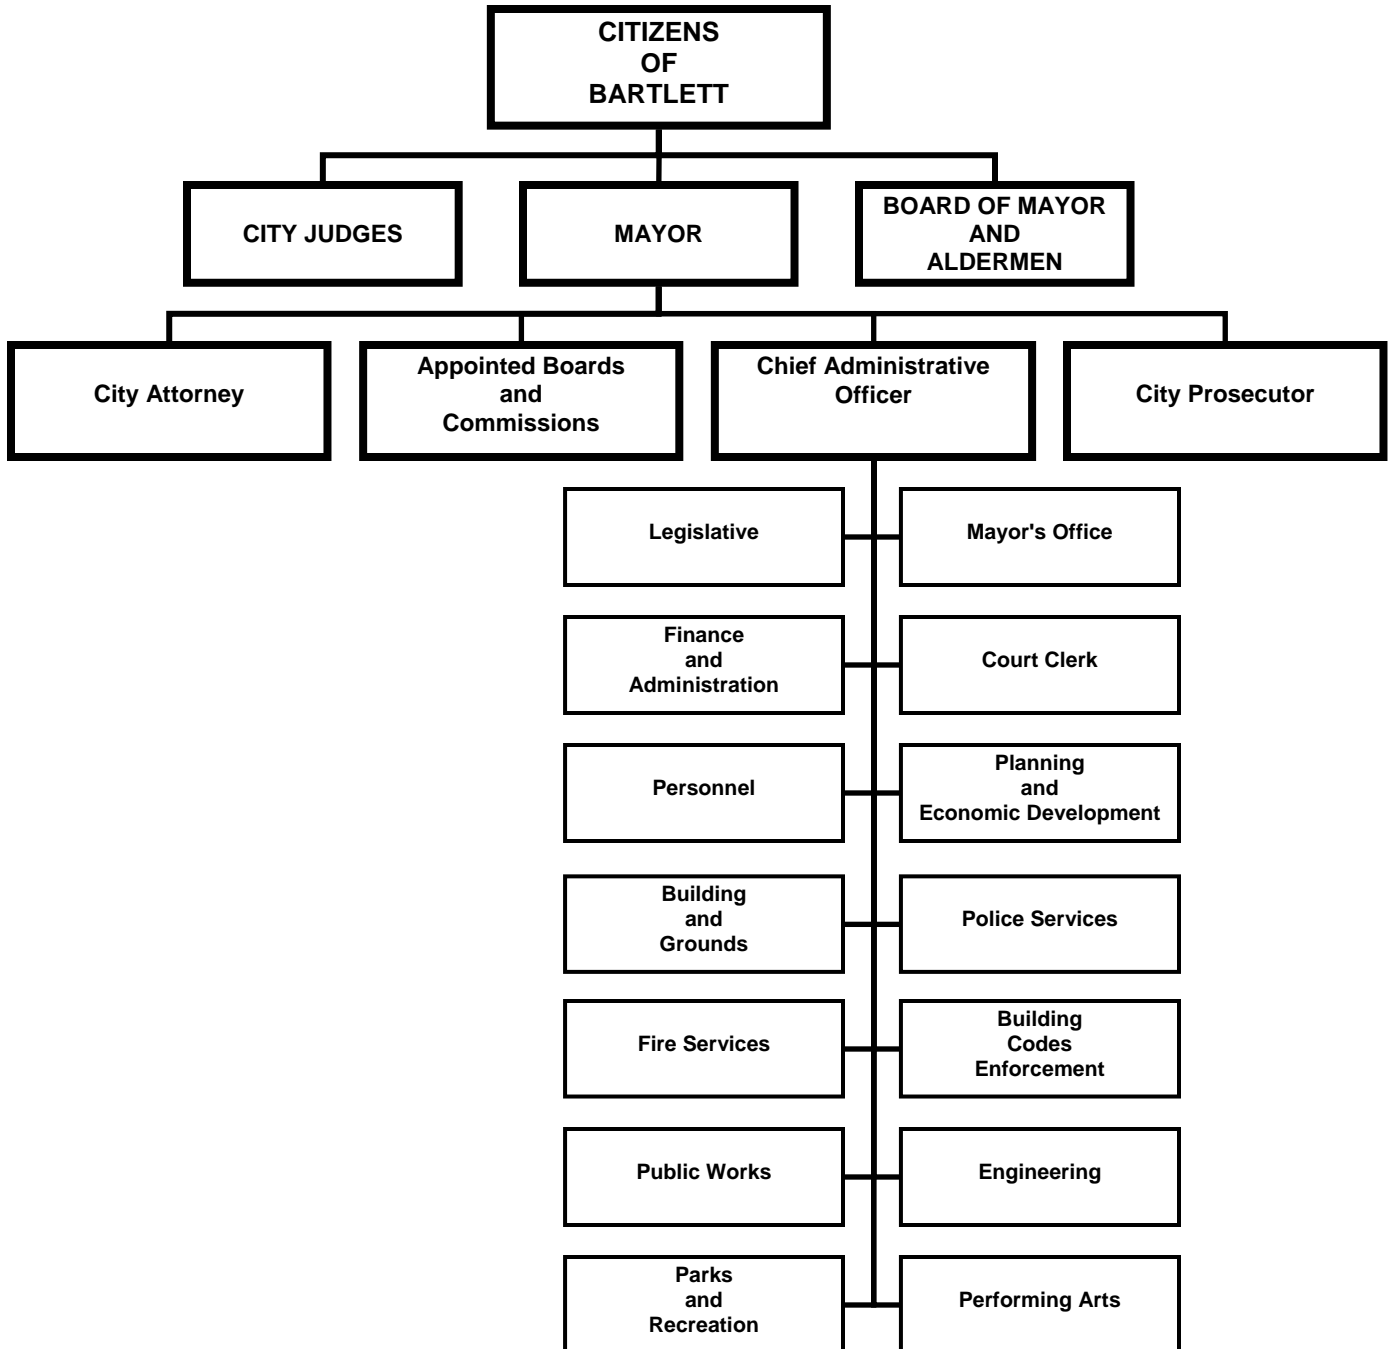 CITIZENS
OF
BARTLETT
CITY JUDGES
MAYOR
BOARD OF MAYOR
AND
ALDERMEN
City Attorney
Appointed Boards
and
Commissions
Chief Administrative
Officer
City Prosecutor
Legislative
Mayor's Office
Finance
and
Administration
Court Clerk
Personnel
Planning
and
Economic Development
Building
and
Grounds
Police Services
Fire Services
Building
Codes
Enforcement
Public Works
Engineering
Parks
and
Recreation
Performing Arts